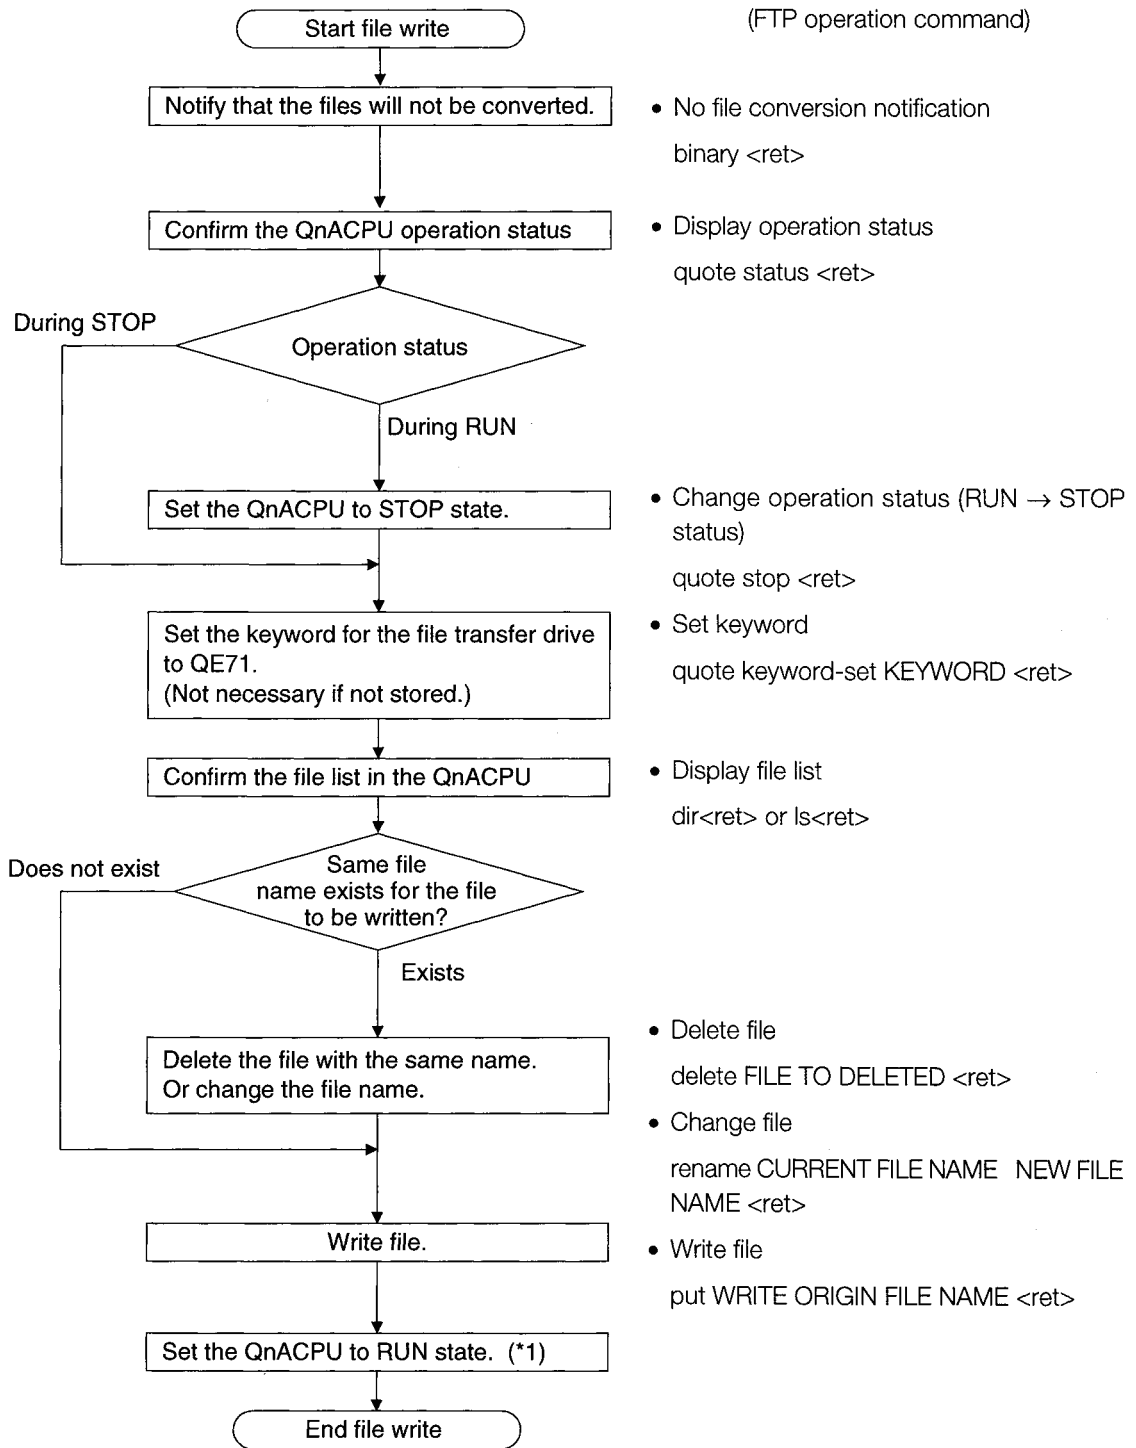 (FTP operation command)
Start file write
Notify that the files will not be converted.
• No file conversion notification
binary <ret>
Confirm the QnACPU operation status
• Display operation status
quote status <ret>
During STOP
Operation status
During RUN
Set the QnACPU to STOP state.
• Change operation status (RUN → STOP
status)
quote stop <ret>
Set the keyword for the file transfer drive
to QE71.
(Not necessary if not stored.)
• Set keyword
quote keyword-set KEYWORD <ret>
Confirm the file list in the QnACPU
• Display file list
dir<ret> or ls<ret>
Does not exist
Same file
name exists for the file
to be written?
Exists
Delete the file with the same name.
Or change the file name.
• Delete file
delete FILE TO DELETED <ret>
• Change file
rename CURRENT FILE NAME NEW FILE
NAME <ret>
Write file.
• Write file
put WRITE ORIGIN FILE NAME <ret>
Set the QnACPU to RUN state. (*1)
End file write